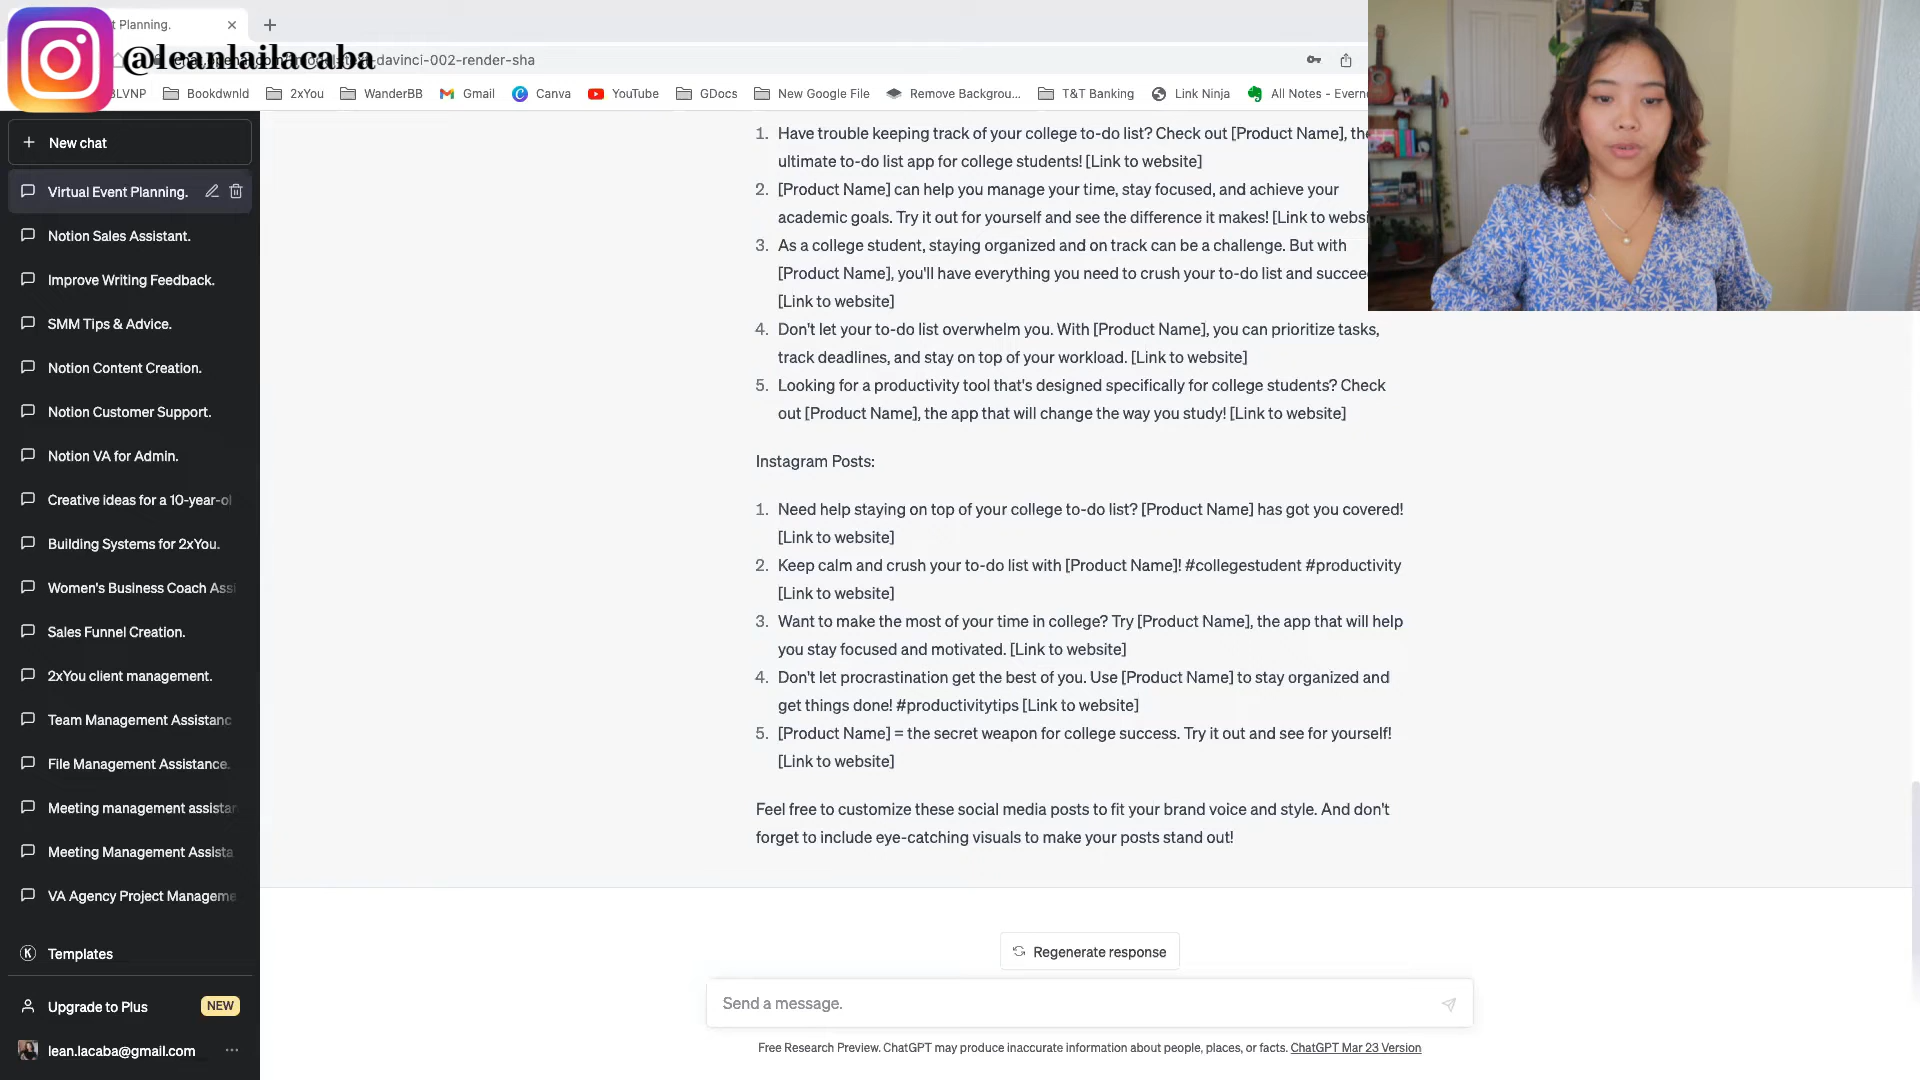 t Planning.
@leanlailacaba
davinci-002-render-sha
BLVNP
Bookdwnld
2xYou
WanderBB
Gmail
Canva
YouTube
GDocs
New Google File
Remove Backgrou...
T&T Banking
Link Ninja
All Notes - Evern
New chat
Virtual Event Planning.
Notion Sales Assistant.
Improve Writing Feedback.
SMM Tips & Advice.
Notion Content Creation.
Notion Customer Support.
Notion VA for Admin.
Creative ideas for a 10-year-ol
Building Systems for 2xYou.
Women's Business Coach Assi
Sales Funnel Creation.
2xYou client management.
Team Management Assistanc
File Management Assistance.
Meeting management assistan
Meeting Management Assista
VA Agency Project Manageme
Templates
Upgrade to Plus
NEW
lean.lacaba@gmail.com
1. Have trouble keeping track of your college to-do list? Check out [Product Name], the
ultimate to-do list app for college students! [Link to website]
2. [Product Name] can help you manage your time, stay focused, and achieve your
academic goals. Try it out for yourself and see the difference it makes! [Link to websi
3. As a college student, staying organized and on track can be a challenge. But with
[Product Name], you'll have everything you need to crush your to-do list and succee
[Link to website]
4. Don't let your to-do list overwhelm you. With [Product Name], you can prioritize tasks,
track deadlines, and stay on top of your workload. [Link to website]
5. Looking for a productivity tool that's designed specifically for college students? Check
out [Product Name], the app that will change the way you study! [Link to website]
Instagram Posts:
1. Need help staying on top of your college to-do list? [Product Name] has got you covered!
[Link to website]
2. Keep calm and crush your to-do list with [Product Name]! #collegestudent #productivity
[Link to website]
3. Want to make the most of your time in college? Try [Product Name], the app that will help
you stay focused and motivated. [Link to website]
4. Don't let procrastination get the best of you. Use [Product Name] to stay organized and
get things done! #productivitytips [Link to website]
5. [Product Name] = the secret weapon for college success. Try it out and see for yourself!
[Link to website]
Feel free to customize these social media posts to fit your brand voice and style. And don't
forget to include eye-catching visuals to make your posts stand out!
Regenerate response
Send a message.
Free Research Preview. ChatGPT may produce inaccurate information about people, places, or facts. ChatGPT Mar 23 Version